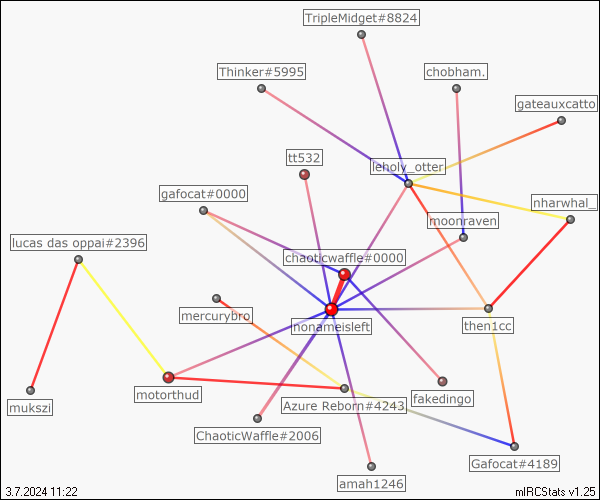 TripleMidget#8824
Thinker#5995
chobham.
gateauxcatto
tt532
leholy_otter
gafocat#0000
nharwhal_
moonraven
lucas das oppai#2396
chaoticwaffle#0000
mercurybro
nonameisleft
then1cc
motorthud
fakedingo
mukszi
Azure Reborn#4243
ChaoticWaffle#2006
Gafocat#4189
amah1246
3.7.2024 11:22
mIRCStats v1.25